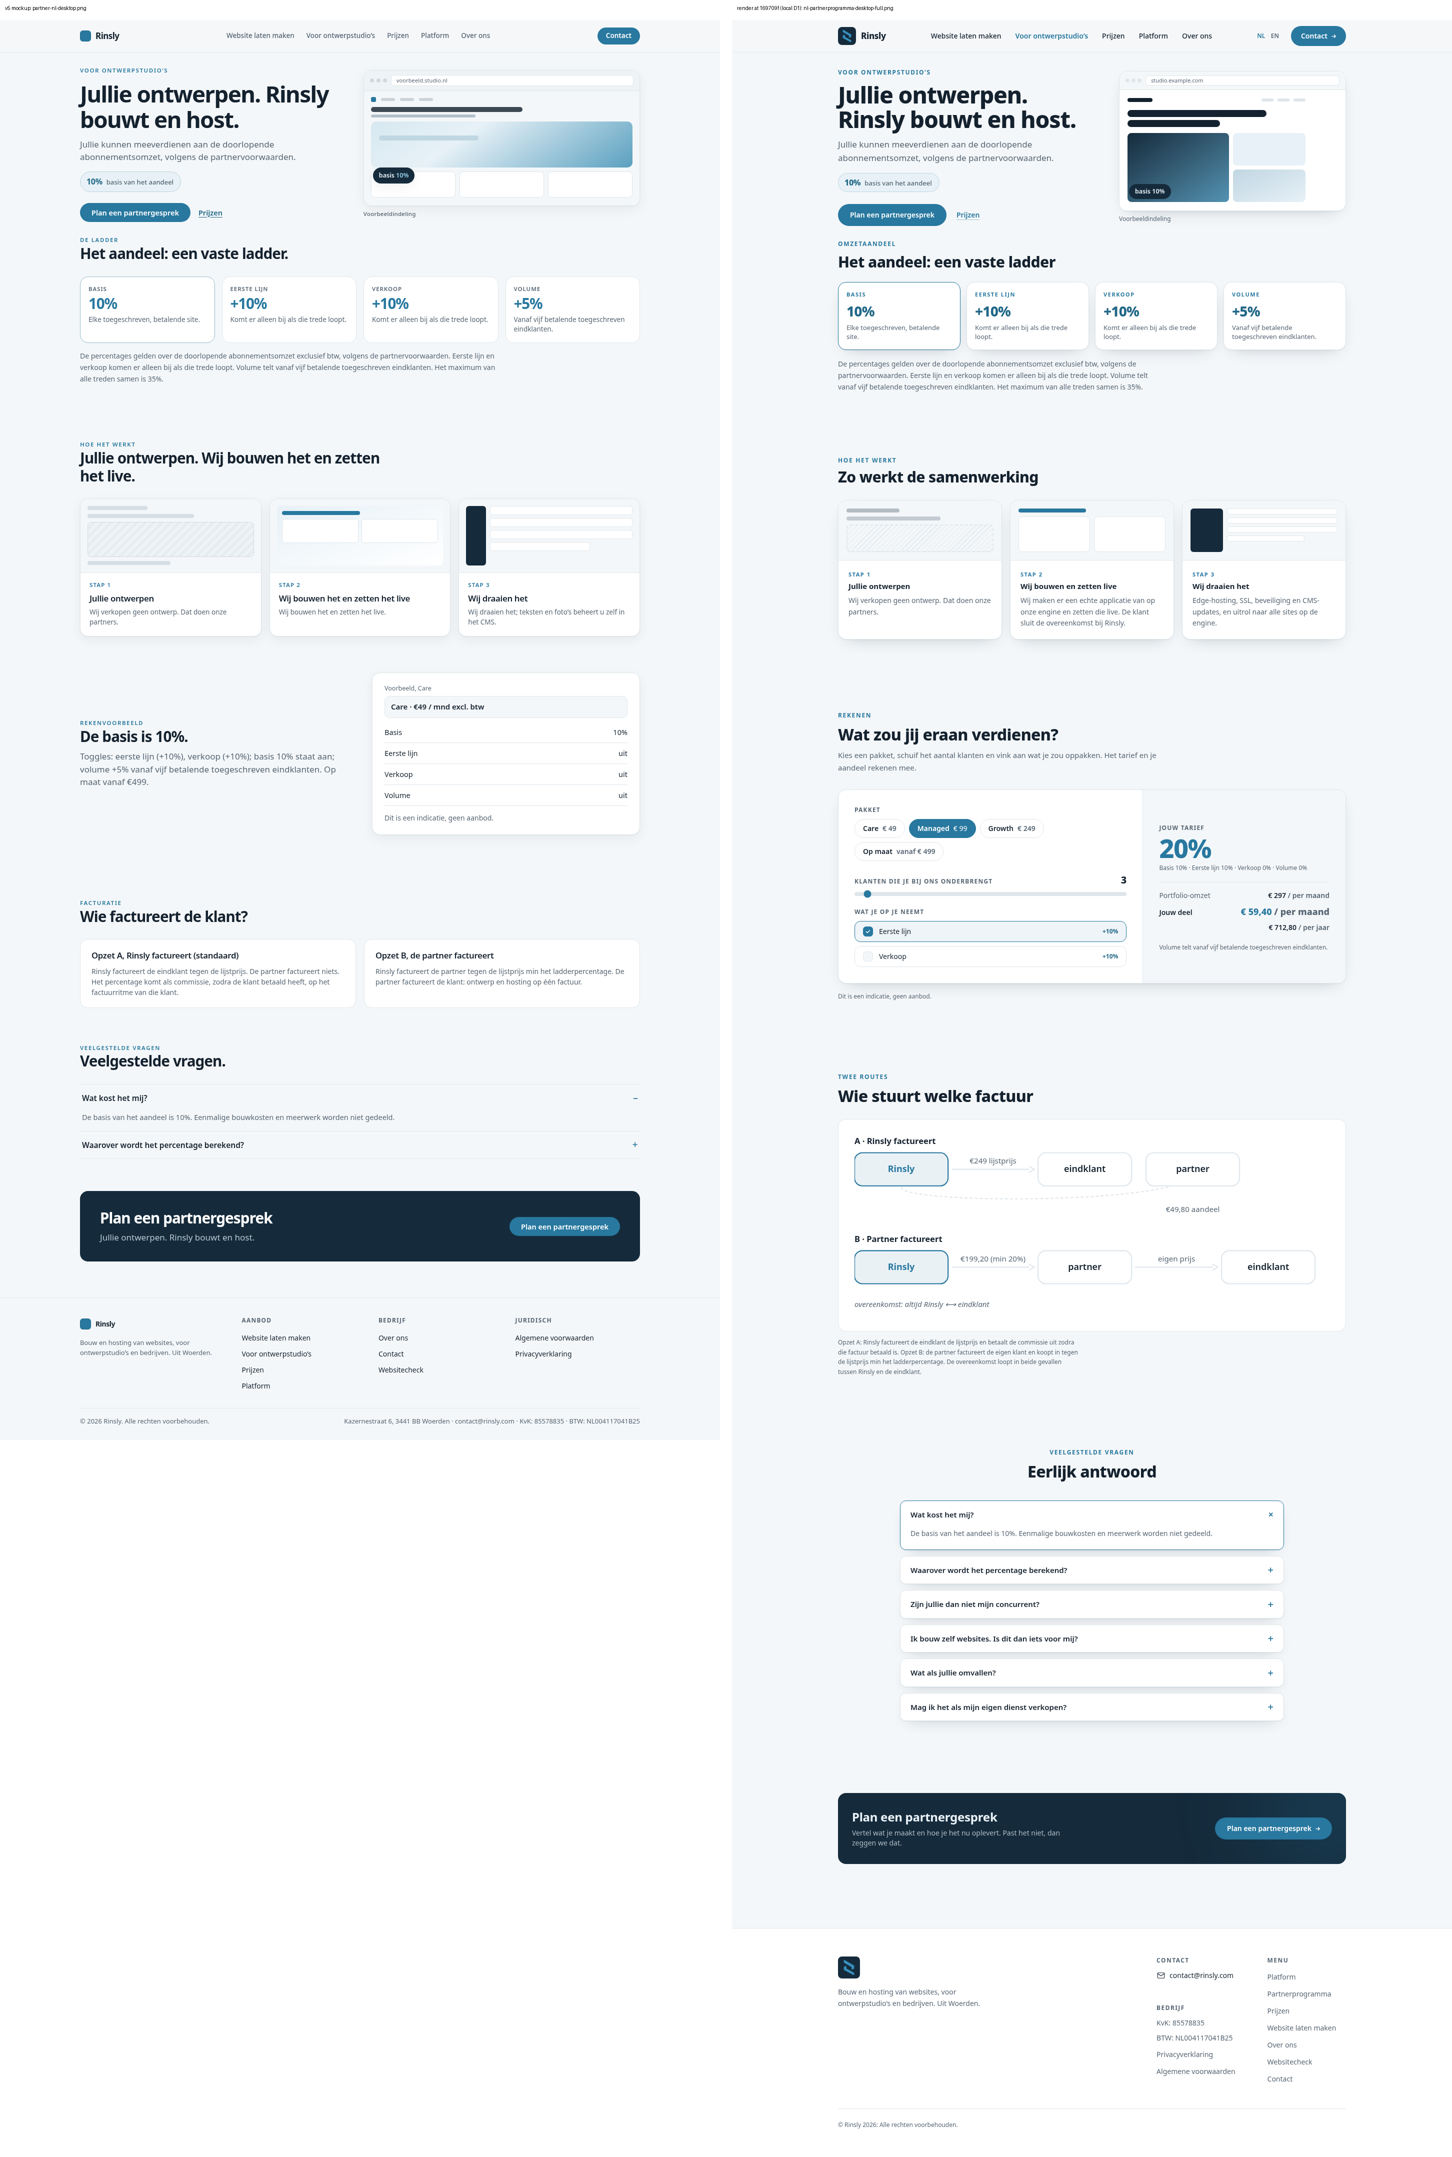 v5 mockup: partner-nl-desktop.png
Rinsly
Website laten maken
Voor ontwerpstudio's
Prijzen
Platform
Over ons
Contact
VOOR ONTWERPSTUDIO'S
Jullie ontwerpen. Rinsly
bouwt en host.
Jullie kunnen meeverdienen aan de doorlopende
abonnementsomzet, volgens de partnervoorwaarden.
10% basis van het aandeel
Plan een partnergesprek
Prijzen
voorbeeld.studio.nl
basis 10%
Voorbeeldindeling
DE LADDER
Het aandeel: een vaste ladder.
BASIS
10%
Elke toegeschreven, betalende site.
EERSTE LIJN
+10%
Komt er alleen bij als die trede loopt.
VERKOOP
+10%
Komt er alleen bij als die trede loopt.
VOLUME
+5%
Vanaf vijf betalende toegeschreven
eindklanten.
De percentages gelden over de doorlopende abonnementsomzet exclusief btw, volgens de partnervoorwaarden. Eerste lijn en
verkoop komen er alleen bij als die trede loopt. Volume telt vanaf vijf betalende toegeschreven eindklanten. Het maximum van
alle treden samen is 35%.
HOE HET WERKT
Jullie ontwerpen. Wij bouwen het en zetten
het live.
STAP 1
Jullie ontwerpen
Wij verkopen geen ontwerp. Dat doen onze
partners.
STAP 2
Wij bouwen het en zetten het live
Wij bouwen het en zetten het live.
STAP 3
Wij draaien het
Wij draaien het; teksten en foto's beheert u zelf in
het CMS.
REKENVOORBEELD
De basis is 10%.
Toggles: eerste lijn (+10%), verkoop (+10%); basis 10% staat aan;
volume +5% vanaf vijf betalende toegeschreven eindklanten. Op
maat vanaf €499.
Voorbeeld, Care
Care · €49 / mnd excl. btw
Basis 10%
Eerste lijn uit
Verkoop uit
Volume uit
Dit is een indicatie, geen aanbod.
FACTURATIE
Wie factureert de klant?
Opzet A, Rinsly factureert (standaard)
Rinsly factureert de eindklant tegen de lijstprijs. De partner factureert niets.
Het percentage komt als commissie, zodra de klant betaald heeft, op het
factuurritme van die klant.
Opzet B, de partner factureert
Rinsly factureert de partner tegen de lijstprijs min het ladderpercentage. De
partner factureert de klant: ontwerp en hosting op één factuur.
VEELGESTELDE VRAGEN
Veelgestelde vragen.
Wat kost het mij? –
De basis van het aandeel is 10%. Eenmalige bouwkosten en meerwerk worden niet gedeeld.
Waarover wordt het percentage berekend? +
Plan een partnergesprek
Jullie ontwerpen. Rinsly bouwt en host.
Plan een partnergesprek
Rinsly
Bouw en hosting van websites, voor
ontwerpstudio's en bedrijven. Uit Woerden.
AANBOD
Website laten maken
Voor ontwerpstudio's
Prijzen
Platform
BEDRIJF
Over ons
Contact
Websitecheck
JURIDISCH
Algemene voorwaarden
Privacyverklaring
© 2026 Rinsly. Alle rechten voorbehouden.
Kazernestraat 6, 3441 BB Woerden · contact@rinsly.com · KvK: 85578835 · BTW: NL004117041B25
render at 169709f (local D1): nl-partnerprogramma-desktop-full.png
Rinsly
Website laten maken
Voor ontwerpstudio's
Prijzen
Platform
Over ons
NL EN
Contact →
VOOR ONTWERPSTUDIO'S
Jullie ontwerpen.
Rinsly bouwt en host.
Jullie kunnen meeverdienen aan de doorlopende
abonnementsomzet, volgens de partnervoorwaarden.
10% basis van het aandeel
Plan een partnergesprek
Prijzen
studio.example.com
basis 10%
Voorbeeldindeling
OMZETAANDEEL
Het aandeel: een vaste ladder
BASIS
10%
Elke toegeschreven, betalende
site.
EERSTE LIJN
+10%
Komt er alleen bij als die trede
loopt.
VERKOOP
+10%
Komt er alleen bij als die trede
loopt.
VOLUME
+5%
Vanaf vijf betalende
toegeschreven eindklanten.
De percentages gelden over de doorlopende abonnementsomzet exclusief btw, volgens de
partnervoorwaarden. Eerste lijn en verkoop komen er alleen bij als die trede loopt. Volume telt
vanaf vijf betalende toegeschreven eindklanten. Het maximum van alle treden samen is 35%.
HOE HET WERKT
Zo werkt de samenwerking
STAP 1
Jullie ontwerpen
Wij verkopen geen ontwerp. Dat doen onze
partners.
STAP 2
Wij bouwen en zetten live
Wij maken er een echte applicatie van op
onze engine en zetten die live. De klant
sluit de overeenkomst bij Rinsly.
STAP 3
Wij draaien het
Edge-hosting, SSL, beveiliging en CMS-
updates, en uitrol naar alle sites op de
engine.
REKENEN
Wat zou jij eraan verdienen?
Kies een pakket, schuif het aantal klanten en vink aan wat je zou oppakken. Het tarief en je
aandeel rekenen mee.
PAKKET
Care € 49
Managed € 99
Growth € 249
Op maat vanaf € 499
KLANTEN DIE JE BIJ ONS ONDERBRENGT 3
WAT JE OP JE NEEMT
Eerste lijn +10%
Verkoop +10%
JOUW TARIEF
20%
Basis 10% · Eerste lijn 10% · Verkoop 0% · Volume 0%
Portfolio-omzet € 297 / per maand
Jouw deel € 59,40 / per maand
€ 712,80 / per jaar
Volume telt vanaf vijf betalende toegeschreven eindklanten.
Dit is een indicatie, geen aanbod.
TWEE ROUTES
Wie stuurt welke factuur
A · Rinsly factureert
Rinsly
€249 lijstprijs
eindklant
partner
€49,80 aandeel
B · Partner factureert
Rinsly
€199,20 (min 20%)
partner
eigen prijs
eindklant
overeenkomst: altijd Rinsly ⟷ eindklant
Opzet A: Rinsly factureert de eindklant de lijstprijs en betaalt de commissie uit zodra
die factuur betaald is. Opzet B: de partner factureert de eigen klant en koopt in tegen
de lijstprijs min het ladderpercentage. De overeenkomst loopt in beide gevallen
tussen Rinsly en de eindklant.
VEELGESTELDE VRAGEN
Eerlijk antwoord
Wat kost het mij? ×
De basis van het aandeel is 10%. Eenmalige bouwkosten en meerwerk worden niet gedeeld.
Waarover wordt het percentage berekend? +
Zijn jullie dan niet mijn concurrent? +
Ik bouw zelf websites. Is dit dan iets voor mij? +
Wat als jullie omvallen? +
Mag ik het als mijn eigen dienst verkopen? +
Plan een partnergesprek
Vertel wat je maakt en hoe je het nu oplevert. Past het niet, dan
zeggen we dat.
Plan een partnergesprek →
Bouw en hosting van websites, voor
ontwerpstudio's en bedrijven. Uit Woerden.
CONTACT
contact@rinsly.com
BEDRIJF
KvK: 85578835
BTW: NL004117041B25
Privacyverklaring
Algemene voorwaarden
MENU
Platform
Partnerprogramma
Prijzen
Website laten maken
Over ons
Websitecheck
Contact
© Rinsly 2026: Alle rechten voorbehouden.